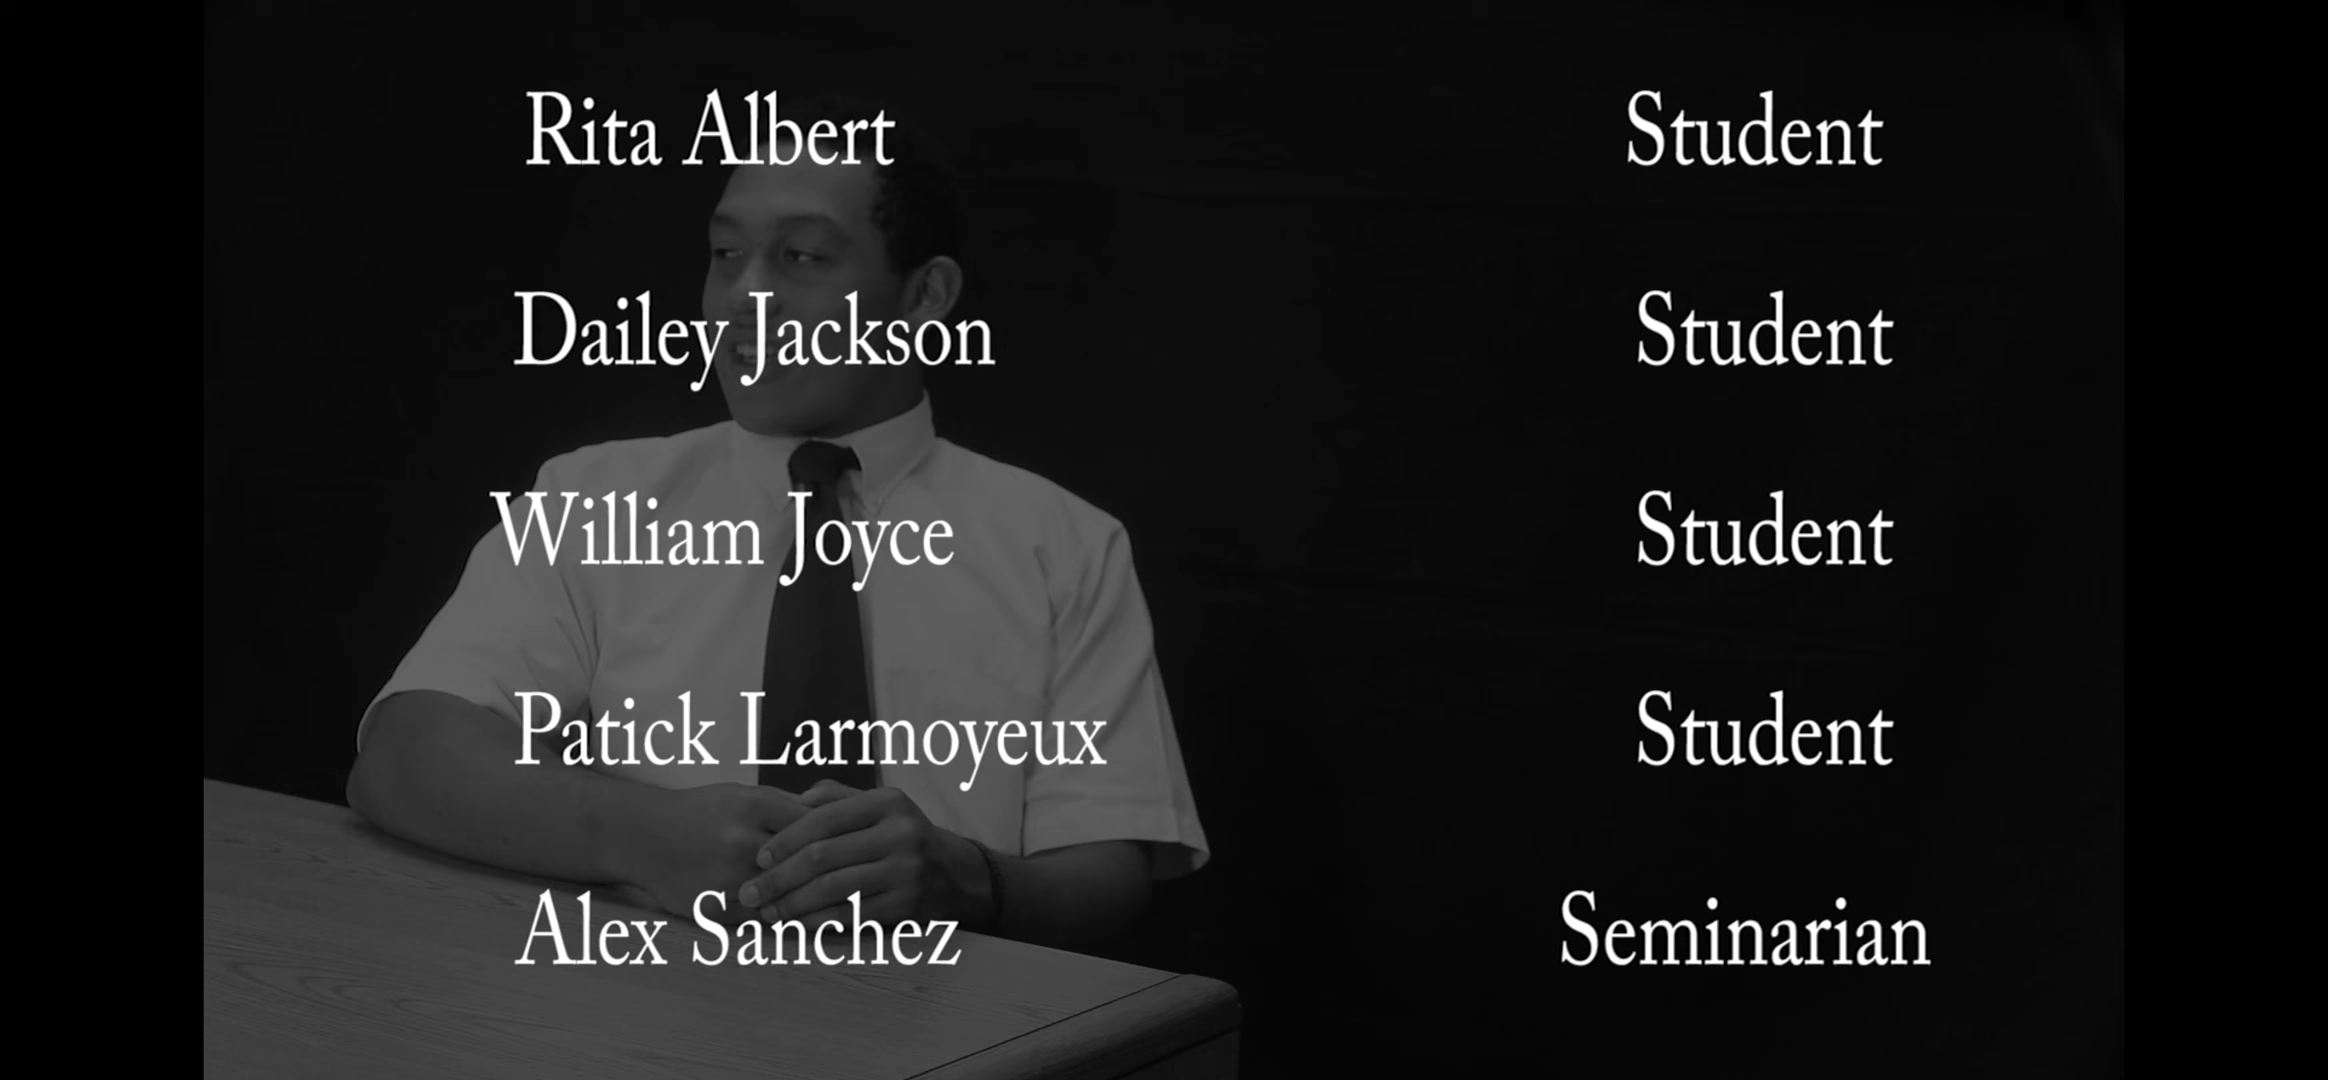 Rita Albert Student
Dailey Jackson Student
William Joyce Student
Patick Larmoyeux Student
Alex Sanchez Seminarian